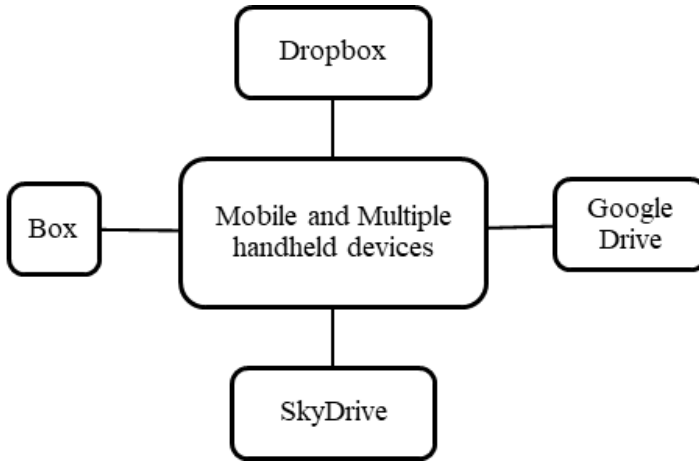 Dropbox
Box
Mobile and Multiple
handheld devices
Google
Drive
SkyDrive